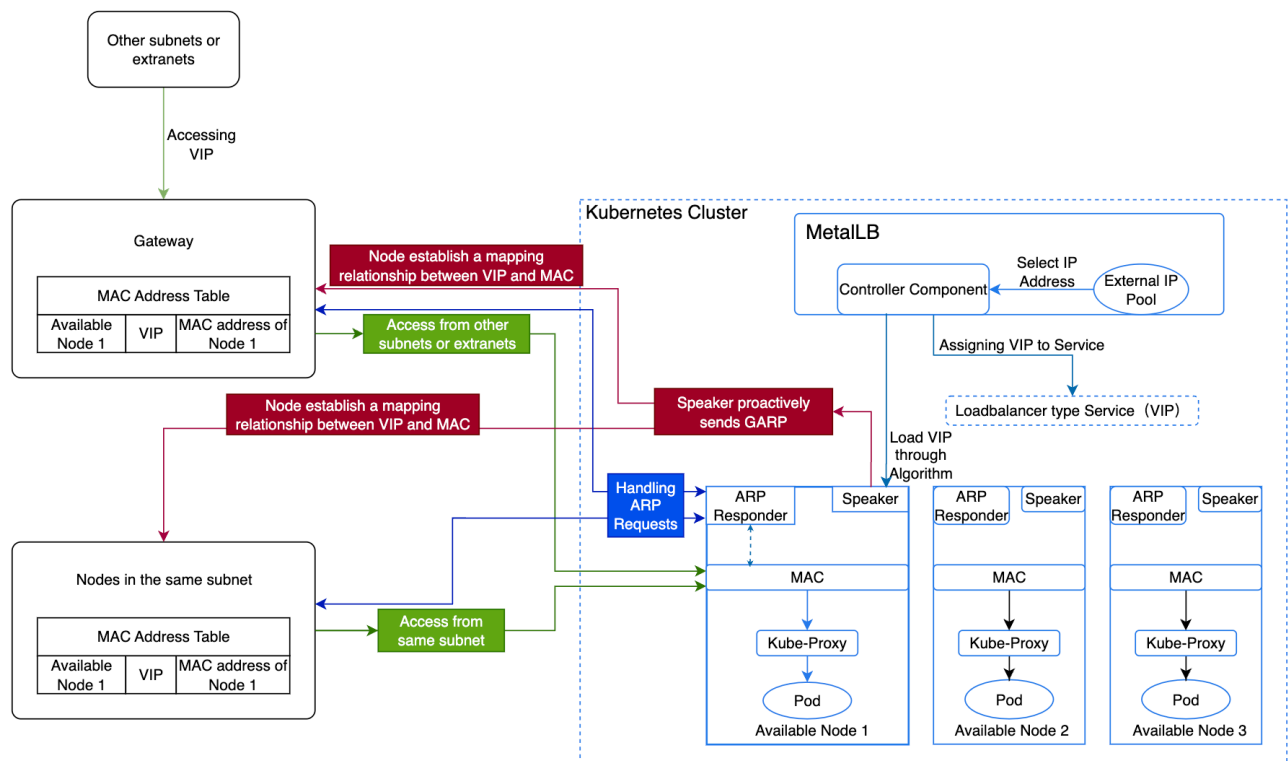 Other subnets or
extranets
Accessing
VIP
Gateway
MAC Address Table
Available
Node 1
VIP
MAC address of
Node 1
Node establish a mapping
relationship between VIP and MAC
Access from other
subnets or extranets
Kubernetes Cluster
MetalLB
Controller Component
Select IP
Address
External IP
Pool
Assigning VIP to Service
Loadbalancer type Service（VIP）
Node establish a mapping
relationship between VIP and MAC
Speaker proactively
sends GARP
Load VIP
through
Algorithm
Handling
ARP
Requests
Nodes in the same subnet
MAC Address Table
Available
Node 1
VIP
MAC address of
Node 1
Access from
same subnet
ARP
Responder
Speaker
MAC
Kube-Proxy
Pod
Available Node 1
ARP
Responder
Speaker
MAC
Kube-Proxy
Pod
Available Node 2
ARP
Responder
Speaker
MAC
Kube-Proxy
Pod
Available Node 3